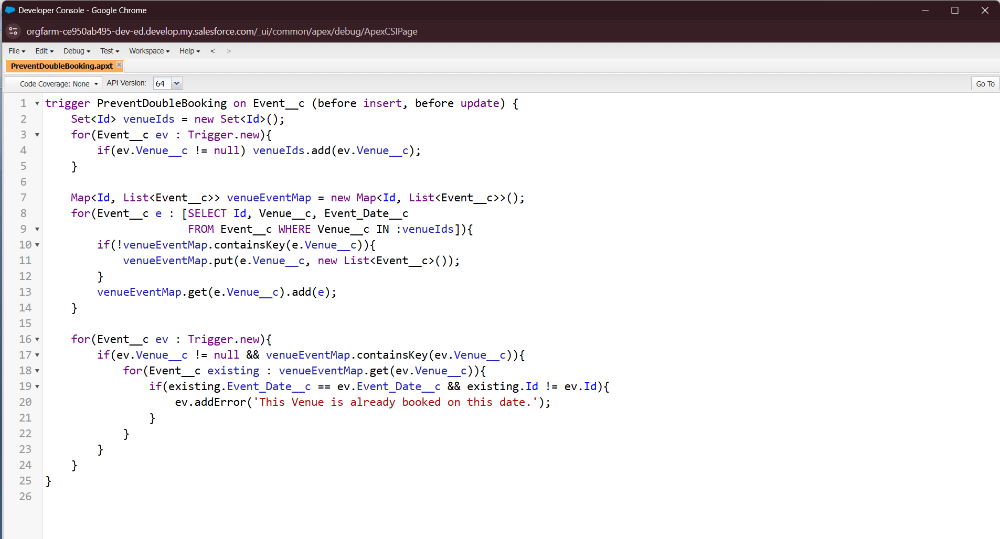 Developer Console - Google Chrome
orgfarm-ce950ab495-dev-ed.develop.my.salesforce.com/_ui/common/apex/debug/ApexCSIPage
File Edit Debug Test Workspace Help < >
PreventDoubleBooking.apxt
Code Coverage: None API Version: 64 Go To
1 trigger PreventDoubleBooking on Event__c (before insert, before update) {
2     Set<Id> venueIds = new Set<Id>();
3     for(Event__c ev : Trigger.new){
4         if(ev.Venue__c != null) venueIds.add(ev.Venue__c);
5     }
6
7     Map<Id, List<Event__c>> venueEventMap = new Map<Id, List<Event__c>>();
8     for(Event__c e : [SELECT Id, Venue__c, Event_Date__c
9                       FROM Event__c WHERE Venue__c IN :venueIds]){
10         if(!venueEventMap.containsKey(e.Venue__c)){
11             venueEventMap.put(e.Venue__c, new List<Event__c>());
12         }
13         venueEventMap.get(e.Venue__c).add(e);
14     }
15
16     for(Event__c ev : Trigger.new){
17         if(ev.Venue__c != null && venueEventMap.containsKey(ev.Venue__c)){
18             for(Event__c existing : venueEventMap.get(ev.Venue__c)){
19                 if(existing.Event_Date__c == ev.Event_Date__c && existing.Id != ev.Id){
20                     ev.addError('This Venue is already booked on this date.');
21                 }
22             }
23         }
24     }
25 }
26